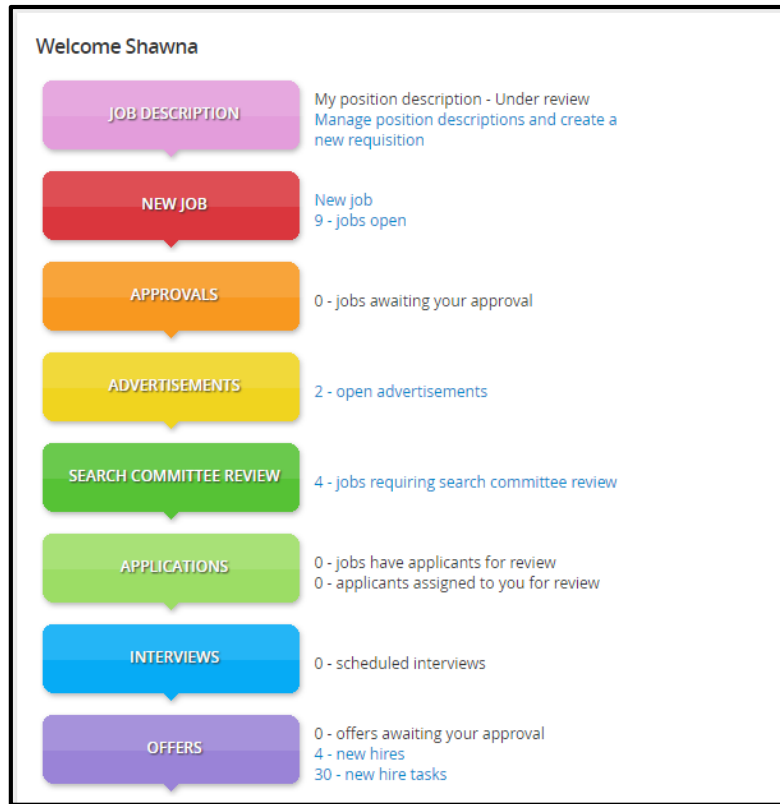 Welcome Shawna
JOB DESCRIPTION
My position description - Under review
Manage position descriptions and create a
new requisition
NEW JOB
New job
9 - jobs open
APPROVALS
0 - jobs awaiting your approval
ADVERTISEMENTS
2 - open advertisements
SEARCH COMMITTEE REVIEW
4 - jobs requiring search committee review
APPLICATIONS
0 - jobs have applicants for review
0 - applicants assigned to you for review
INTERVIEWS
0 - scheduled interviews
OFFERS
0 - offers awaiting your approval
4 - new hires
30 - new hire tasks